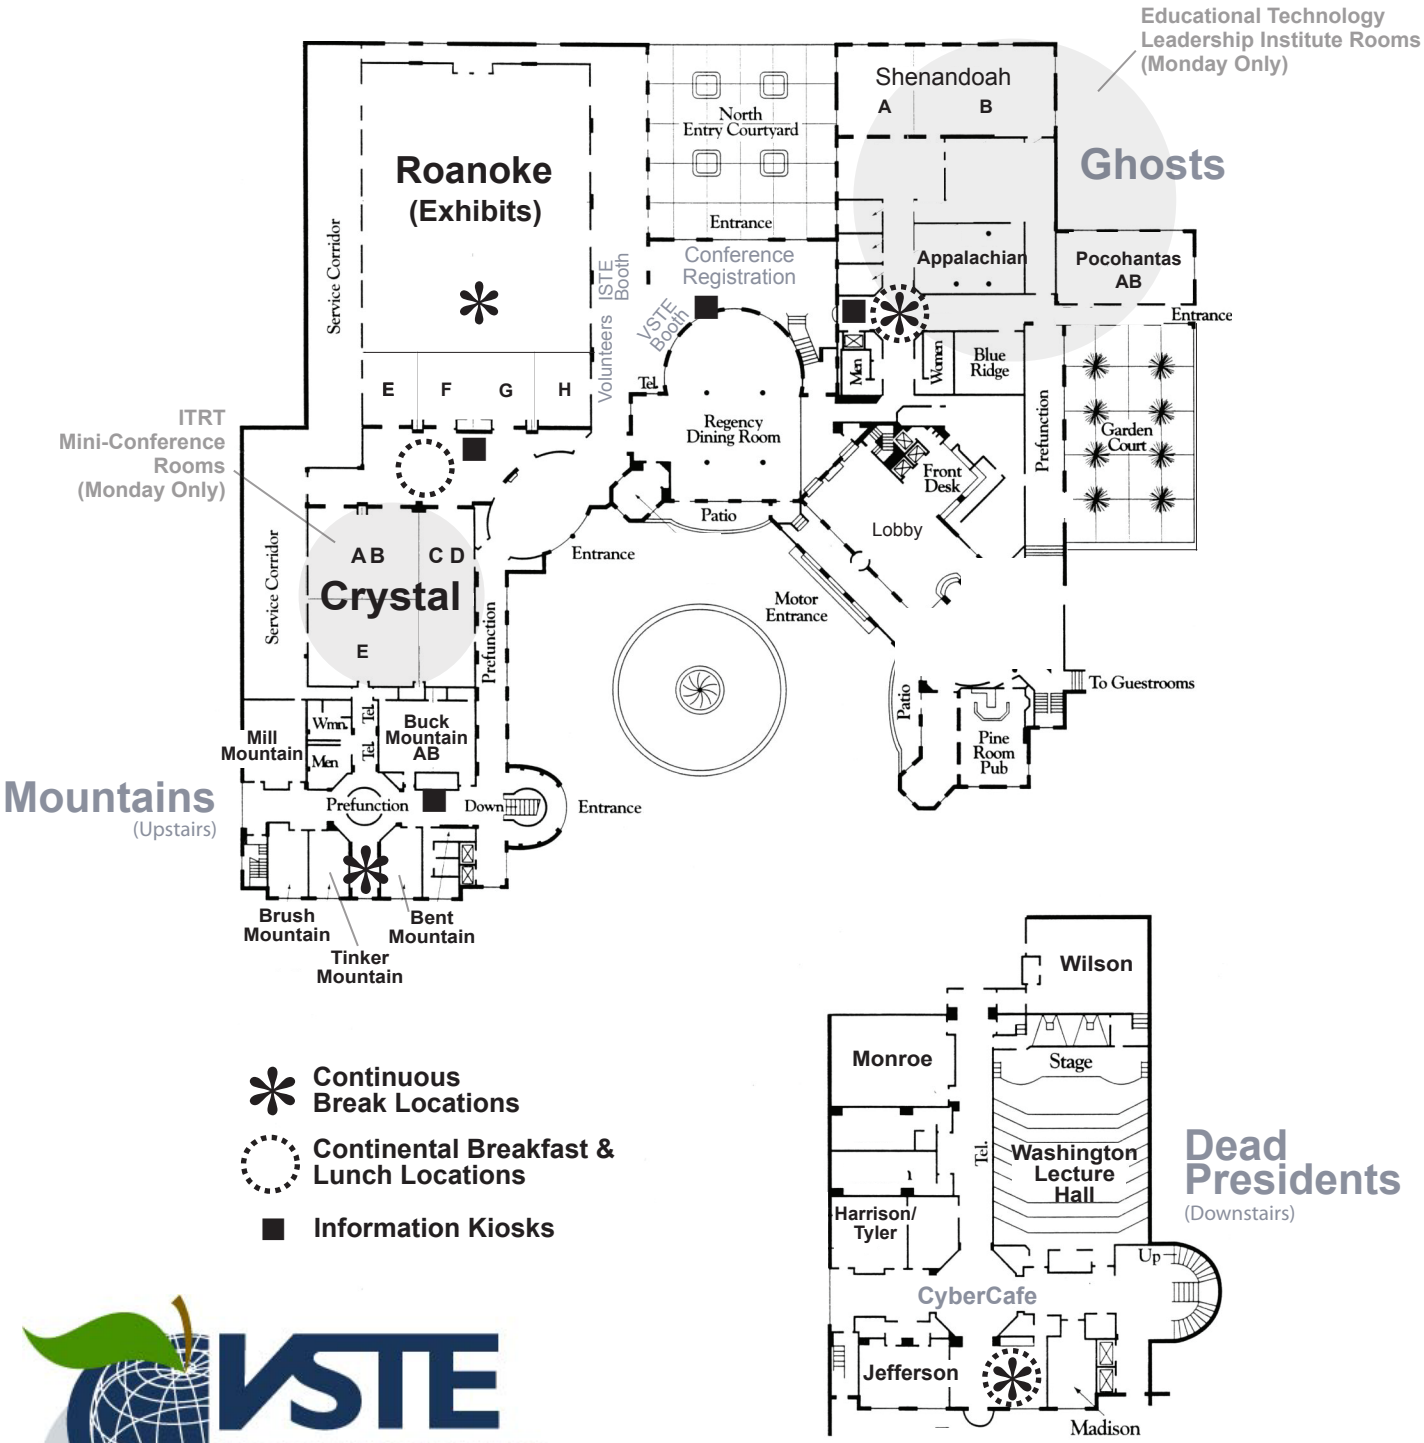 Educational Technology
Leadership Institute Rooms
(Monday Only)
Shenandoah
A
B
North
Entry Courtyard
Ghosts
Roanoke
(Exhibits)
Entrance
Service Corridor
Conference
Registration
Appalachian
Pocohantas
AB
ISTE
Booth
VSTE
Booth
Volunteers
Entrance
Men
Women
Blue
Ridge
E
F
G
H
Tel.
Regency
Dining Room
Prefunction
Garden
Court
ITRT
Mini-Conference
Rooms
(Monday Only)
Front
Desk
Patio
Lobby
A B
C D
Entrance
Service Corridor
Crystal
Motor
Entrance
Prefunction
E
To Guestrooms
Patio
Wmn.
Tel.
Buck
Mountain
AB
Mill
Mountain
Men
Tel.
Pine
Room
Pub
Mountains
(Upstairs)
Prefunction
Down
Entrance
Brush
Mountain
Bent
Mountain
Tinker
Mountain
Wilson
Monroe
Stage
Continuous
Break Locations
Continental Breakfast &
Lunch Locations
Information Kiosks
Tel.
Washington
Lecture
Hall
Dead
Presidents
(Downstairs)
Harrison/
Tyler
Up
CyberCafe
Jefferson
Madison
VSTE